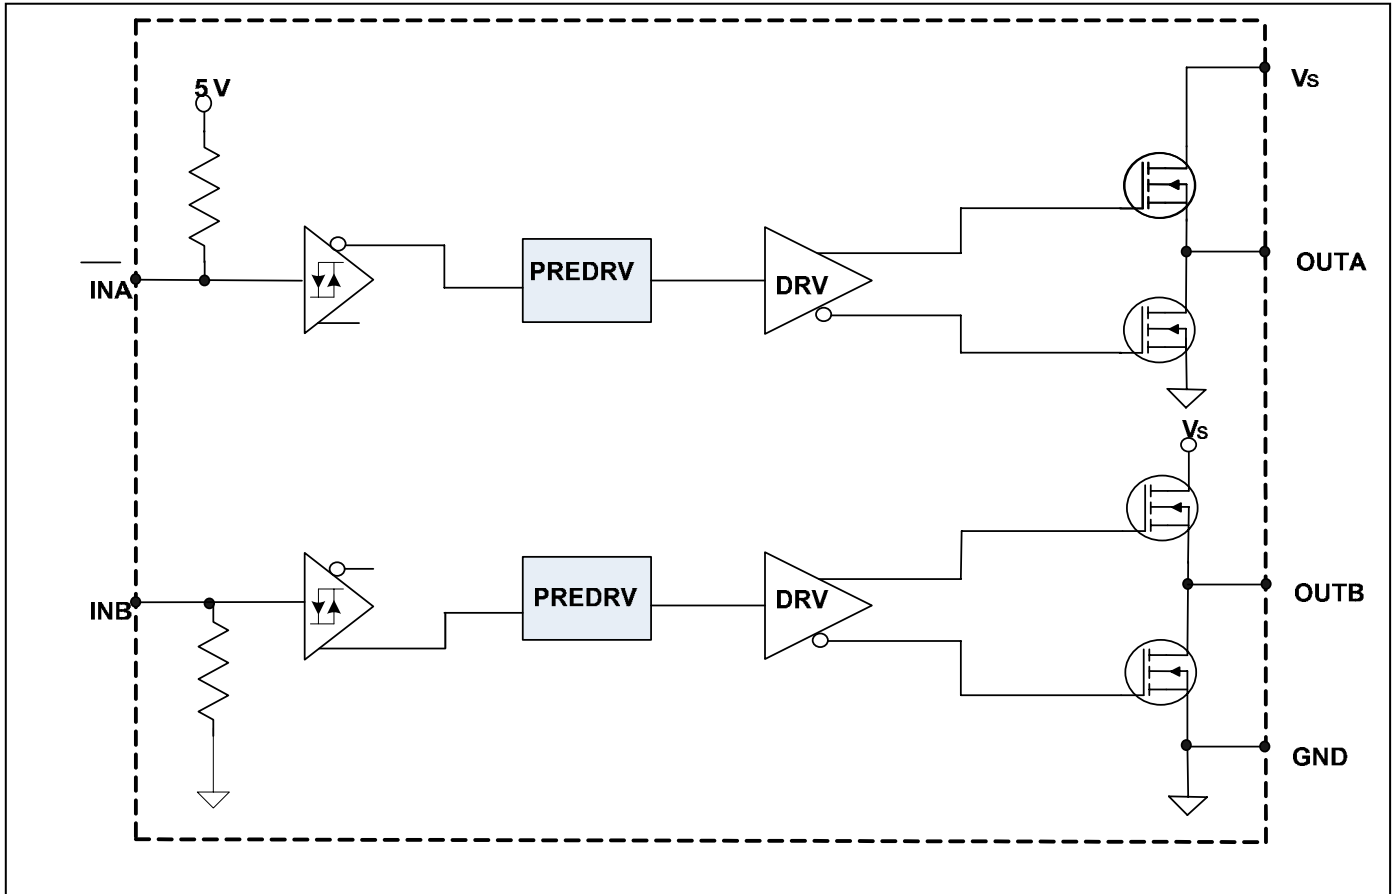 5 V
VS
INA
PREDRV
DRV
OUTA
VS
INB
PREDRV
DRV
OUTB
GND